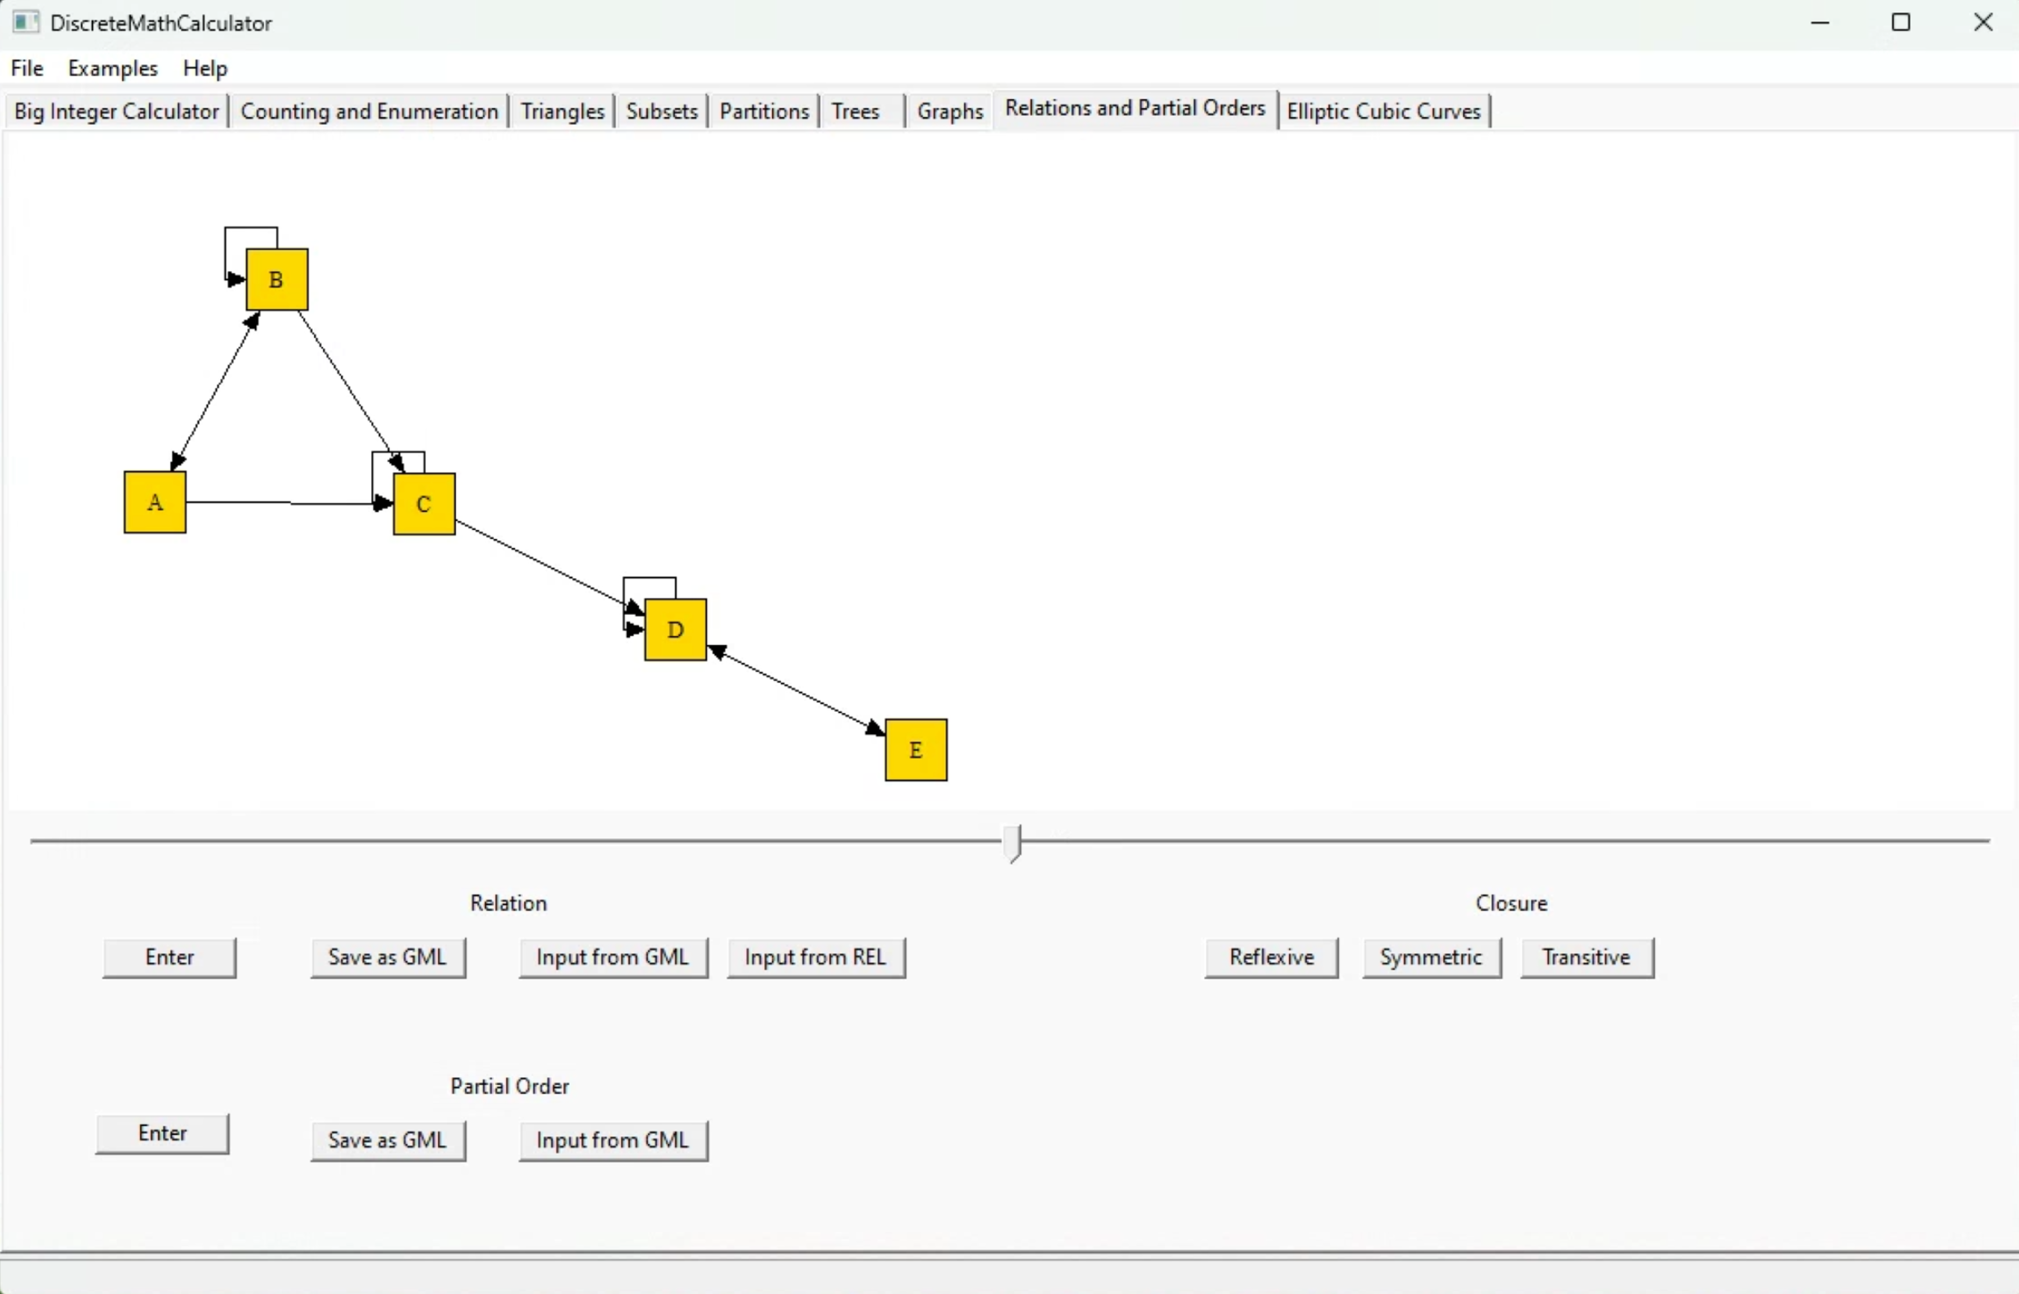 DiscreteMathCalculator
File Examples Help
Big Integer Calculator Counting and Enumeration Triangles Subsets Partitions Trees Graphs Relations and Partial Orders Elliptic Cubic Curves
B
A
C
D
E
Relation
Closure
Enter Save as GML Input from GML Input from REL Reflexive Symmetric Transitive
Partial Order
Enter Save as GML Input from GML